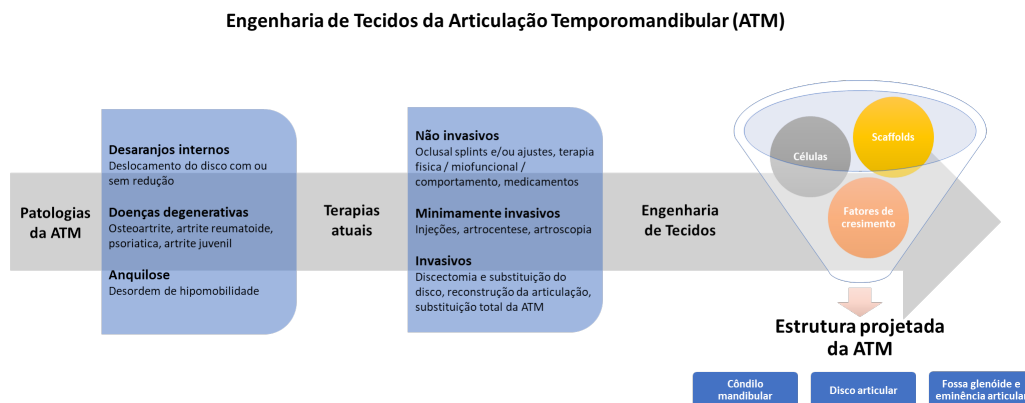 Engenharia de Tecidos da Articulação Temporomandibular (ATM)
Patologias
da ATM
Desaranjos internos
Deslocamento do disco com ou
sem redução
Doenças degenerativas
Osteoartrite, artrite reumatoide,
psoriatica, artrite juvenil
Anquilose
Desordem de hipomobilidade
Terapias
atuais
Não invasivos
Oclusal splints e/ou ajustes, terapia
fisica / miofuncional /
comportamento, medicamentos
Minimamente invasivos
Injeções, artrocentese, artroscopia
Invasivos
Discectomia e substituição do
disco, reconstrução da articulação,
substituição total da ATM
Engenharia
de Tecidos
Células
Scaffolds
Fatores de
cresimento
Estrutura projetada
da ATM
Côndilo
mandibular
Disco articular
Fossa glenóide e
eminência articular